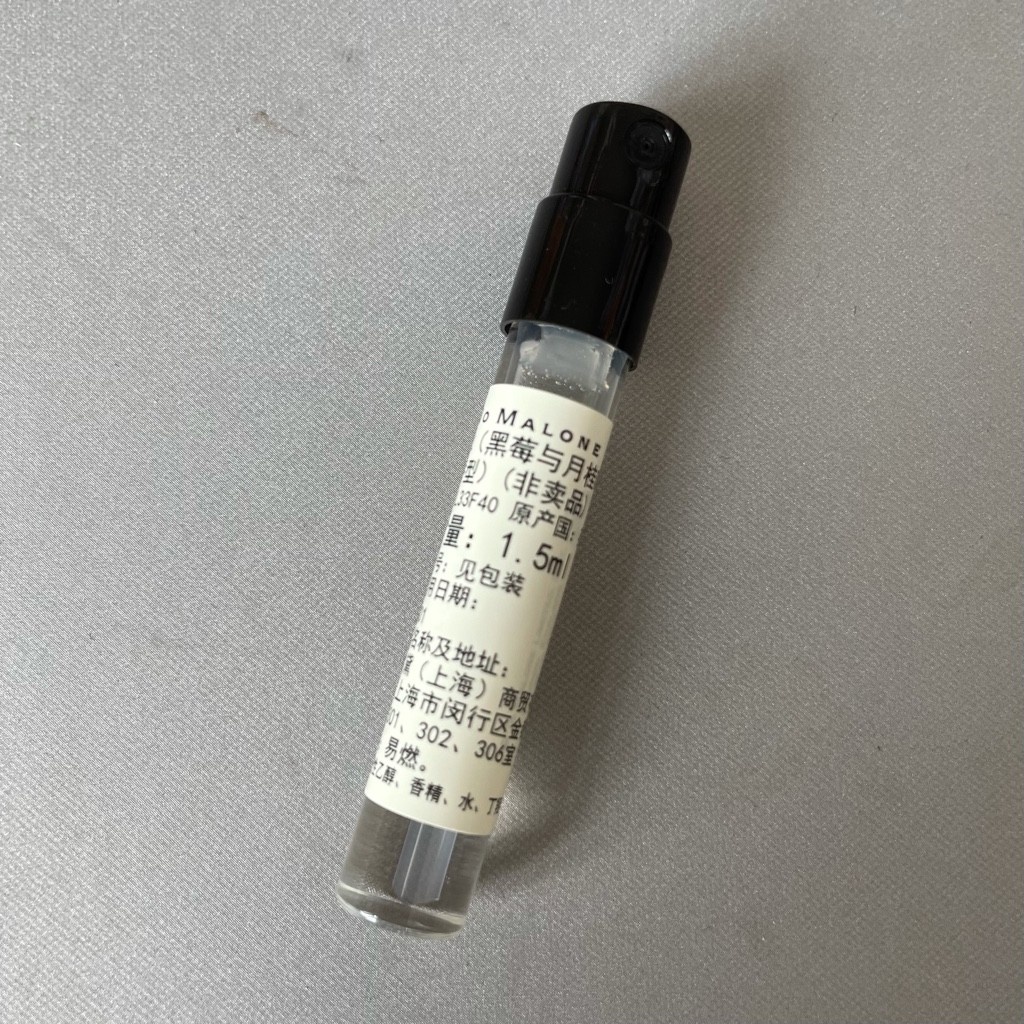 o MALONE
（黑莓与月桂
型）（非卖品）
33F40 原产国：
量：1.5ml
号：见包装
用日期：
名称及地址：
（上海）商贸
上海市闵行区金
01、302、306室
易燃。
乙醇、香精、水、丁